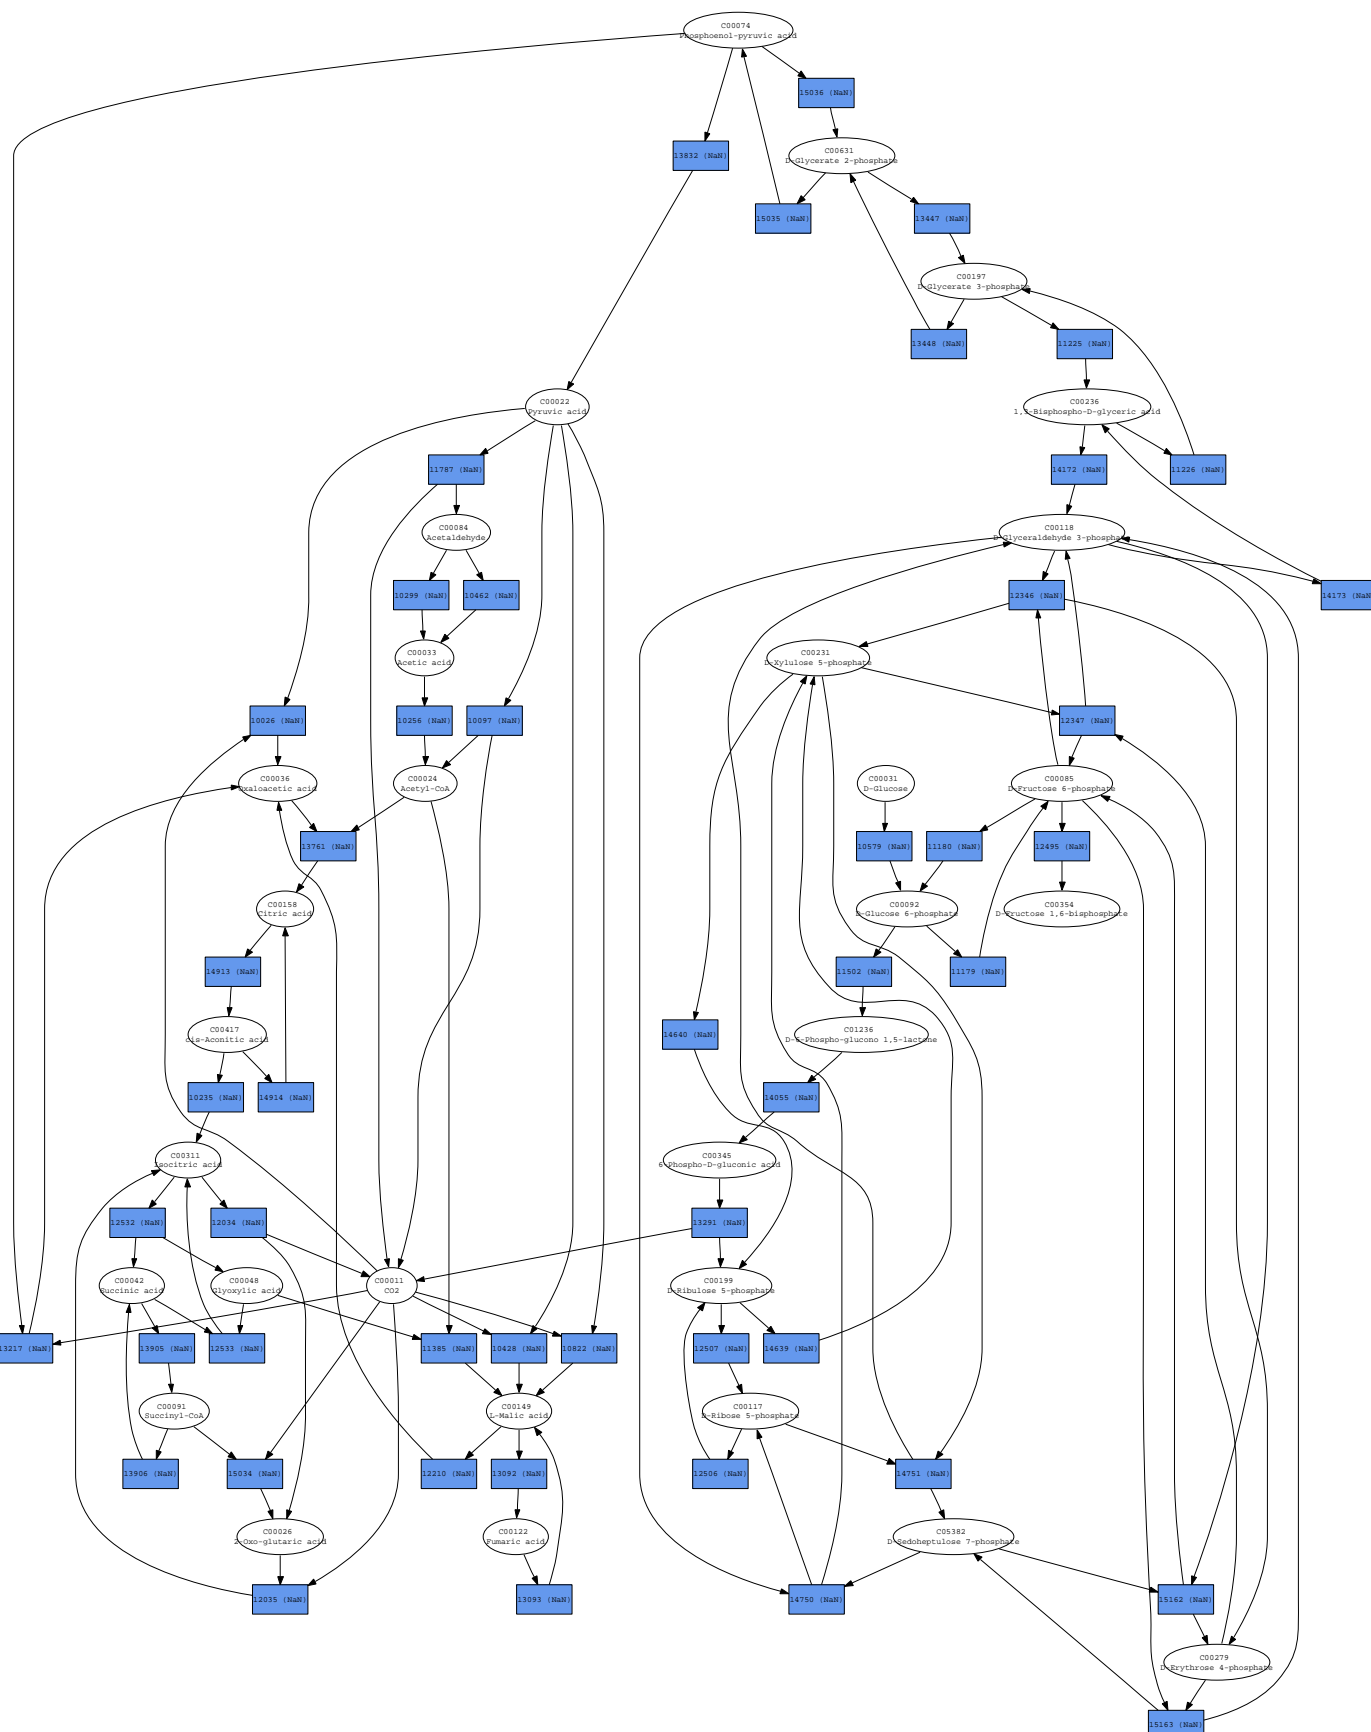 C00074
Phosphoenol-pyruvic acid
15036 (NaN)
13832 (NaN)
C00631
D-Glycerate 2-phosphate
15035 (NaN)
13447 (NaN)
C00197
D-Glycerate 3-phosphate
13448 (NaN)
11225 (NaN)
C00022
Pyruvic acid
C00236
1,3-Bisphospho-D-glyceric acid
11787 (NaN)
14172 (NaN)
11226 (NaN)
C00084
Acetaldehyde
C00118
D-Glyceraldehyde 3-phosphate
10299 (NaN)
10462 (NaN)
12346 (NaN)
14173 (NaN
C00033
Acetic acid
C00231
D-Xylulose 5-phosphate
10026 (NaN)
10256 (NaN)
10097 (NaN)
12347 (NaN)
C00036
Oxaloacetic acid
C00024
Acetyl-CoA
C00031
D-Glucose
C00085
D-Fructose 6-phosphate
13761 (NaN)
10579 (NaN)
11180 (NaN)
12495 (NaN)
C00158
Citric acid
C00092
D-Glucose 6-phosphate
C00354
D-Fructose 1,6-bisphosphate
14913 (NaN)
11502 (NaN)
11179 (NaN)
C00417
cis-Aconitic acid
14640 (NaN)
C01236
D-6-Phospho-glucono 1,5-lactone
10235 (NaN)
14914 (NaN)
14055 (NaN)
C00311
Isocitric acid
C00345
6-Phospho-D-gluconic acid
12532 (NaN)
12034 (NaN)
13291 (NaN)
C00042
Succinic acid
C00048
Glyoxylic acid
C00011
CO2
C00199
D-Ribulose 5-phosphate
13217 (NaN)
13905 (NaN)
12533 (NaN)
11385 (NaN)
10428 (NaN)
10822 (NaN)
12507 (NaN)
14639 (NaN)
C00091
Succinyl-CoA
C00149
L-Malic acid
C00117
D-Ribose 5-phosphate
13906 (NaN)
15034 (NaN)
12210 (NaN)
13092 (NaN)
12506 (NaN)
14751 (NaN)
C00026
2-Oxo-glutaric acid
C00122
Fumaric acid
C05382
D-Sedoheptulose 7-phosphate
12035 (NaN)
13093 (NaN)
14750 (NaN)
15162 (NaN)
C00279
D-Erythrose 4-phosphate
15163 (NaN)